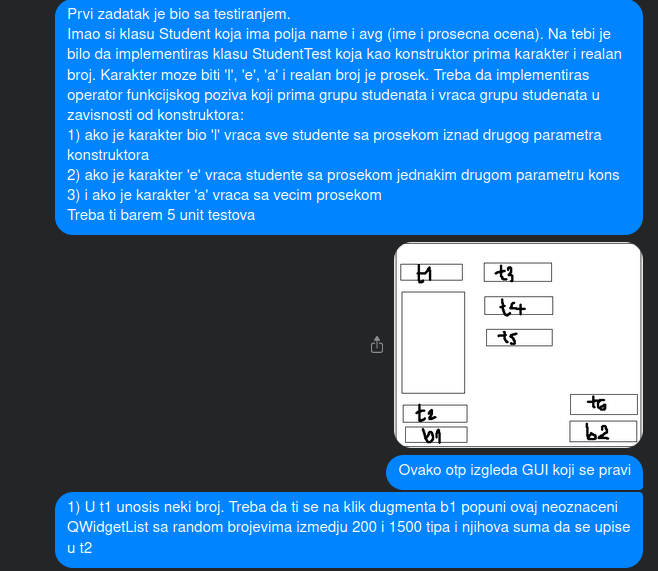 Prvi zadatak je bio sa testiranjem.
Imao si klasu Student koja ima polja name i avg (ime i prosecna ocena). Na tebi je
bilo da implementiras klasu StudentTest koja kao konstruktor prima karakter i realan
broj. Karakter moze biti 'l', 'e', 'a' i realan broj je prosek. Treba da implementiras
operator funkcijskog poziva koji prima grupu studenata i vraca grupu studenata u
zavisnosti od konstruktora:
1) ako je karakter bio 'l' vraca sve studente sa prosekom iznad drugog parametra
konstruktora
2) ako je karakter 'e' vraca studente sa prosekom jednakim drugom parametru kons
3) i ako je karakter 'a' vraca sa vecim prosekom
Treba ti barem 5 unit testova
t1 t3
t4
t5
t2 t6
b1 b2
Ovako otp izgleda GUI koji se pravi
1) U t1 unosis neki broj. Treba da ti se na klik dugmenta b1 popuni ovaj neoznaceni
QWidgetList sa random brojevima izmedju 200 i 1500 tipa i njihova suma da se upise
u t2